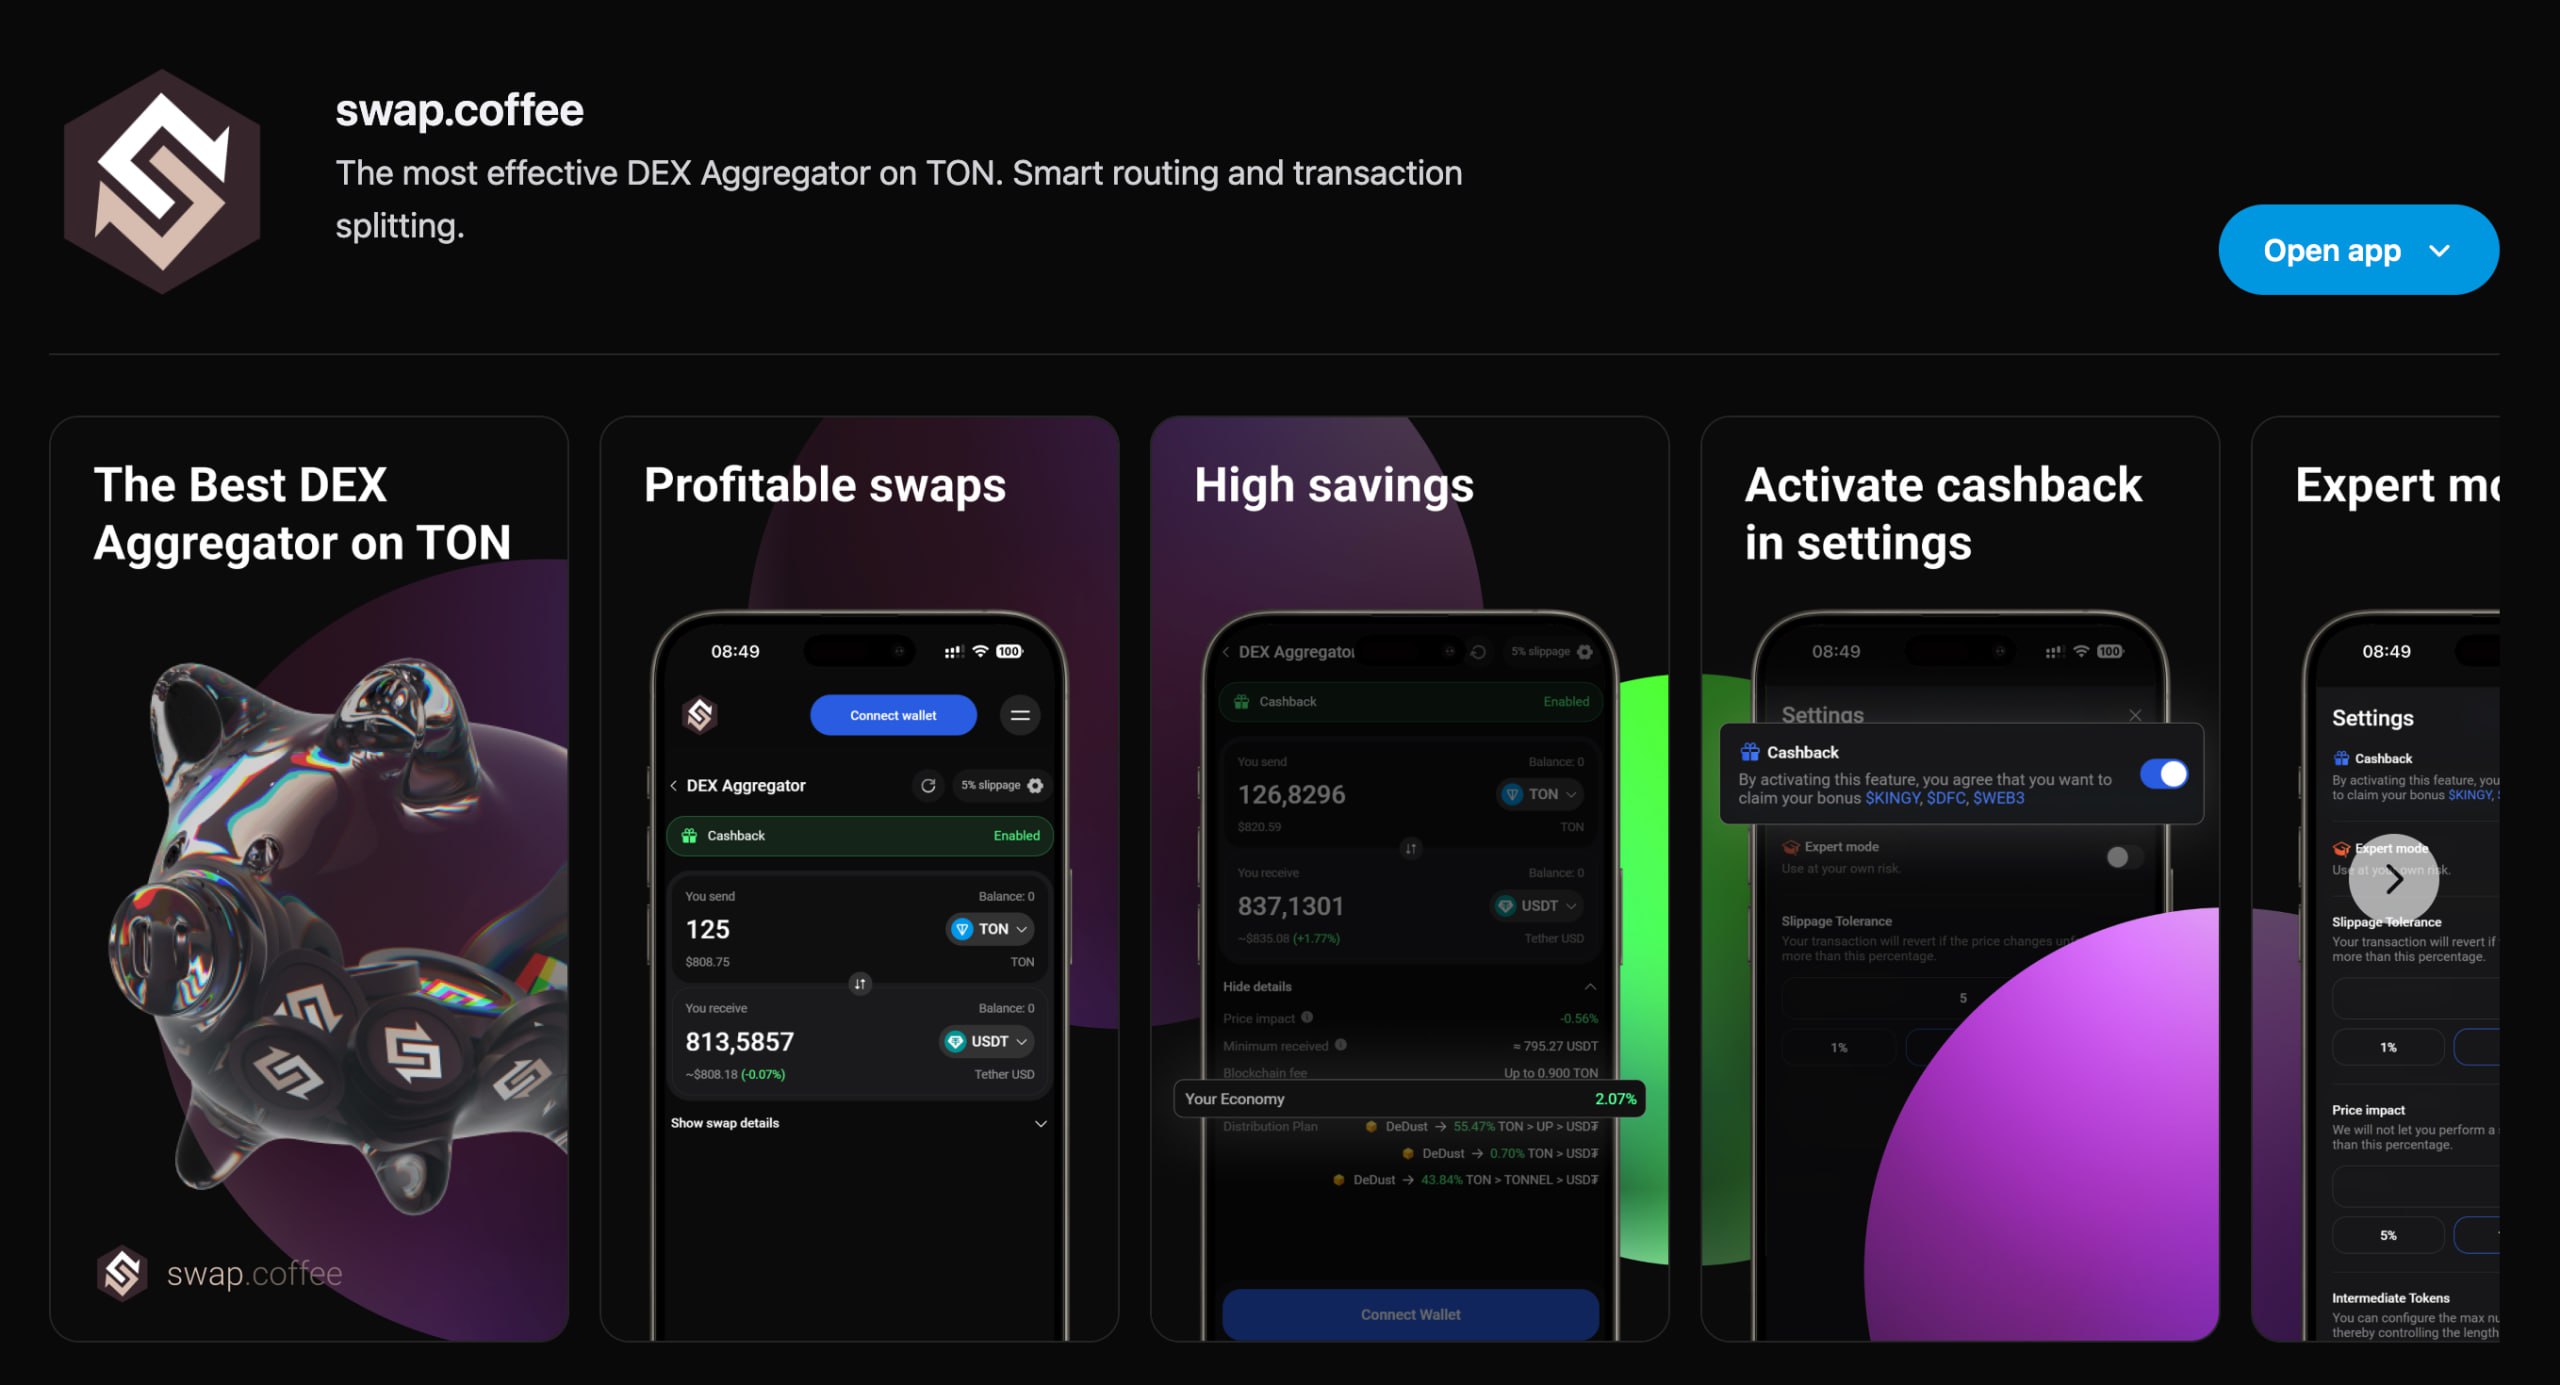 swap.coffee
The most effective DEX Aggregator on TON. Smart routing and transaction
splitting.
Open app
The Best DEX
Aggregator on TON
swap.coffee
Profitable swaps
08:49
100
Connect wallet
DEX Aggregator
5% slippage
Cashback
Enabled
You send
Balance: 0
125
TON
$808.75
TON
You receive
Balance: 0
813,5857
USDT
~$808.18 (-0.07%)
Tether USD
Show swap details
High savings
DEX Aggregator
5% slippage
Cashback
Enabled
You send
Balance: 0
126,8296
TON
$820.59
TON
You receive
Balance: 0
837,1301
USDT
~$835.08 (+1.77%)
Tether USD
Hide details
Price impact
-0.56%
Minimum received
≈ 795.27 USDT
Blockchain fee
Up to 0.900 TON
Your Economy
2.07%
Distribution Plan
DeDust → 55.47% TON > UP > USD₮
DeDust → 0.70% TON > USD₮
DeDust → 43.84% TON > TONNEL > USD₮
Connect Wallet
Activate cashback
in settings
08:49
100
Settings
Cashback
By activating this feature, you agree that you want to
claim your bonus $KINGY, $DFC, $WEB3
Expert mode
Use at your own risk.
Slippage Tolerance
Your transaction will revert if the price changes
more than this percentage.
5
1%
Expert
08:49
Settings
Cashback
By activating this feature, you
to claim your bonus $KINGY,
Expert mode
Use at your own risk.
Slippage Tolerance
Your transaction will revert if
more than this percentage.
1%
Price impact
We will not let you perform a
than this percentage.
5%
Intermediate Tokens
You can configure the max
thereby controlling the length